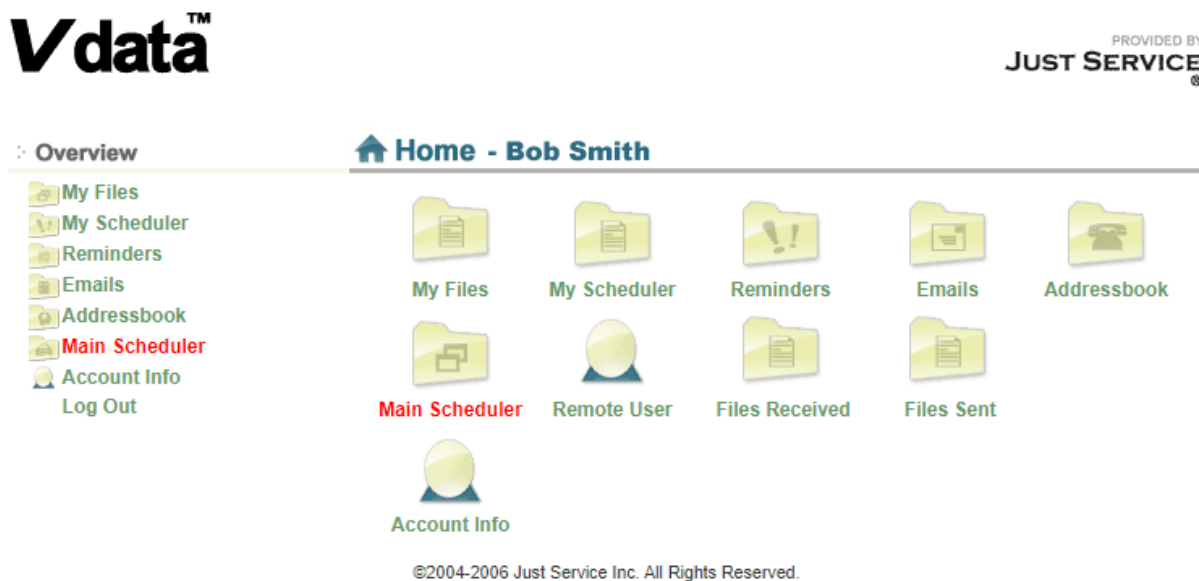 Vdata™
PROVIDED BY
JUST SERVICE
®
Overview
My Files
My Scheduler
Reminders
Emails
Addressbook
Main Scheduler
Account Info
Log Out
Home - Bob Smith
My Files My Scheduler Reminders Emails Addressbook
Main Scheduler Remote User Files Received Files Sent
Account Info
©2004-2006 Just Service Inc. All Rights Reserved.